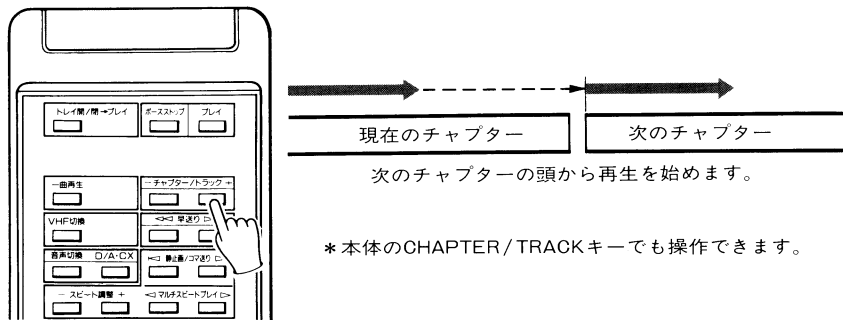 トレイ開/閉→プレイ ポーズストップ プレイ
一曲再生 － チャプター/トラック ＋
VHF切換 ◁◁ 早送り ▷
音声切換 D/A･CX 静止画/コマ送り
－ スピード調整 ＋ ◁ マルチスピードプレイ ▷
現在のチャプター 次のチャプター
次のチャプターの頭から再生を始めます。
＊本体のCHAPTER/TRACKキーでも操作できます。